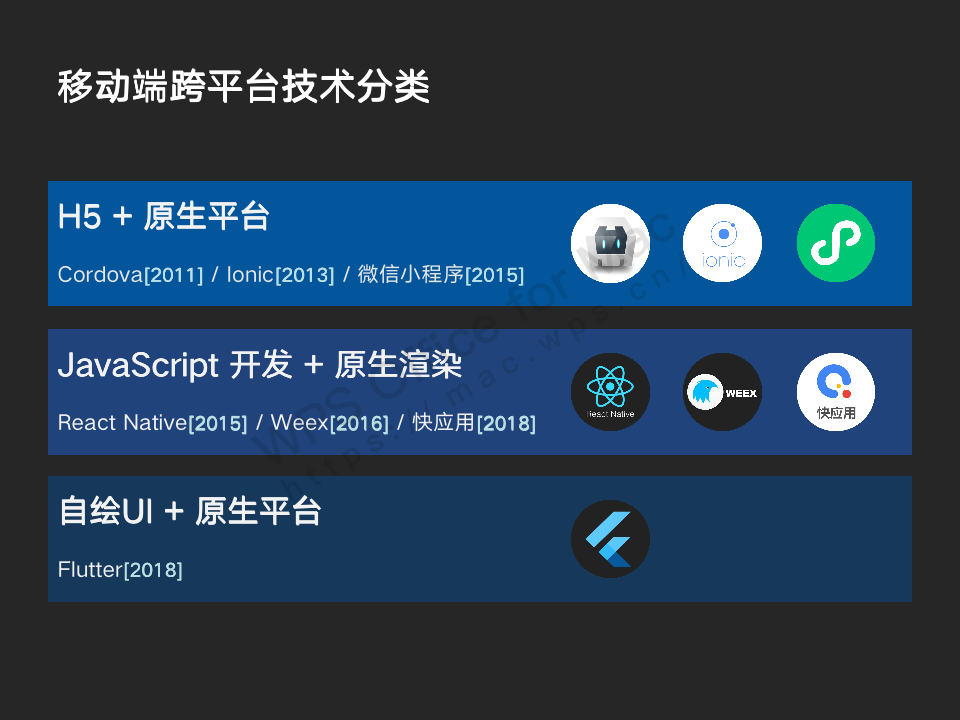 移动端跨平台技术分类
H5 + 原生平台
Cordova[2011] / Ionic[2013] / 微信小程序[2015]
ionic
JavaScript 开发 + 原生渲染
React Native[2015] / Weex[2016] / 快应用[2018]
React Native
WEEX
快应用
自绘UI + 原生平台
Flutter[2018]
WPS Office for Mac
https://mac.wps.cn/